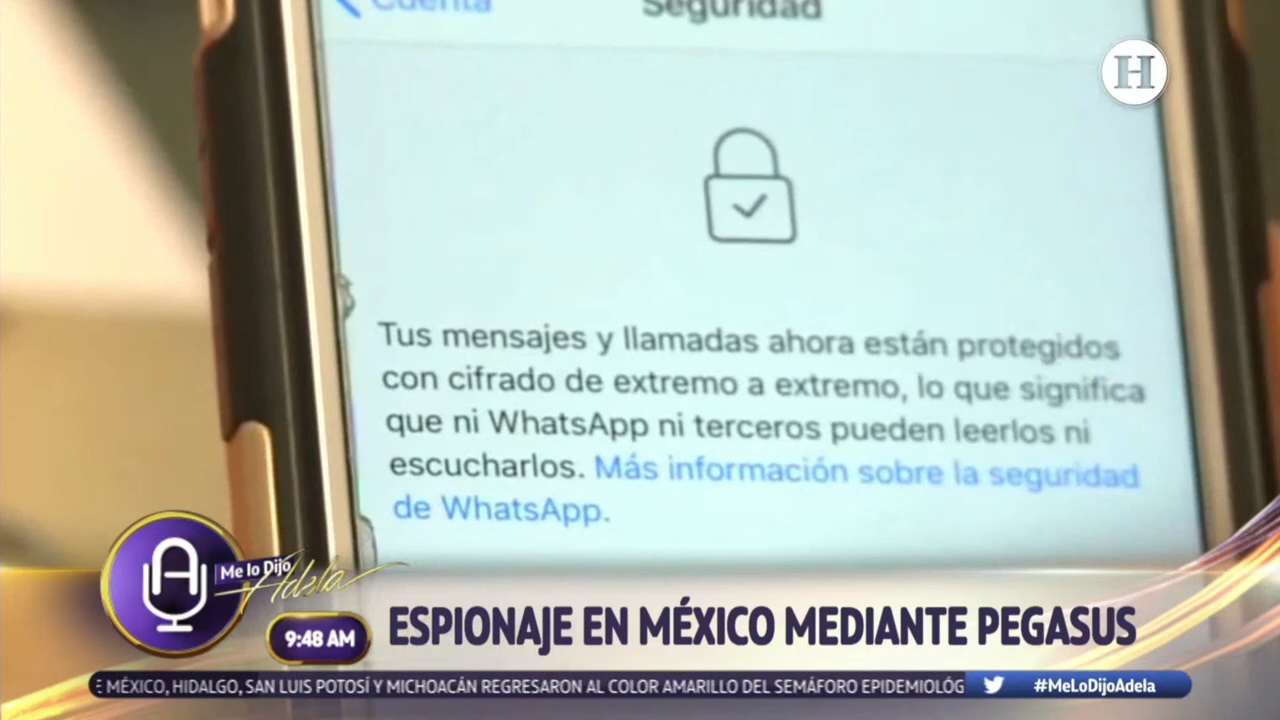 Cuenta
Seguridad
H
Tus mensajes y llamadas ahora están protegidos
con cifrado de extremo a extremo, lo que significa
que ni WhatsApp ni terceros pueden leerlos ni
escucharlos. Más información sobre la seguridad
de WhatsApp.
Me lo Dijo
Adela
9:48 AM
ESPIONAJE EN MÉXICO MEDIANTE PEGASUS
E MÉXICO, HIDALGO, SAN LUIS POTOSÍ Y MICHOACÁN REGRESARON AL COLOR AMARILLO DEL SEMÁFORO EPIDEMIOLÓG
#MeLoDijoAdela